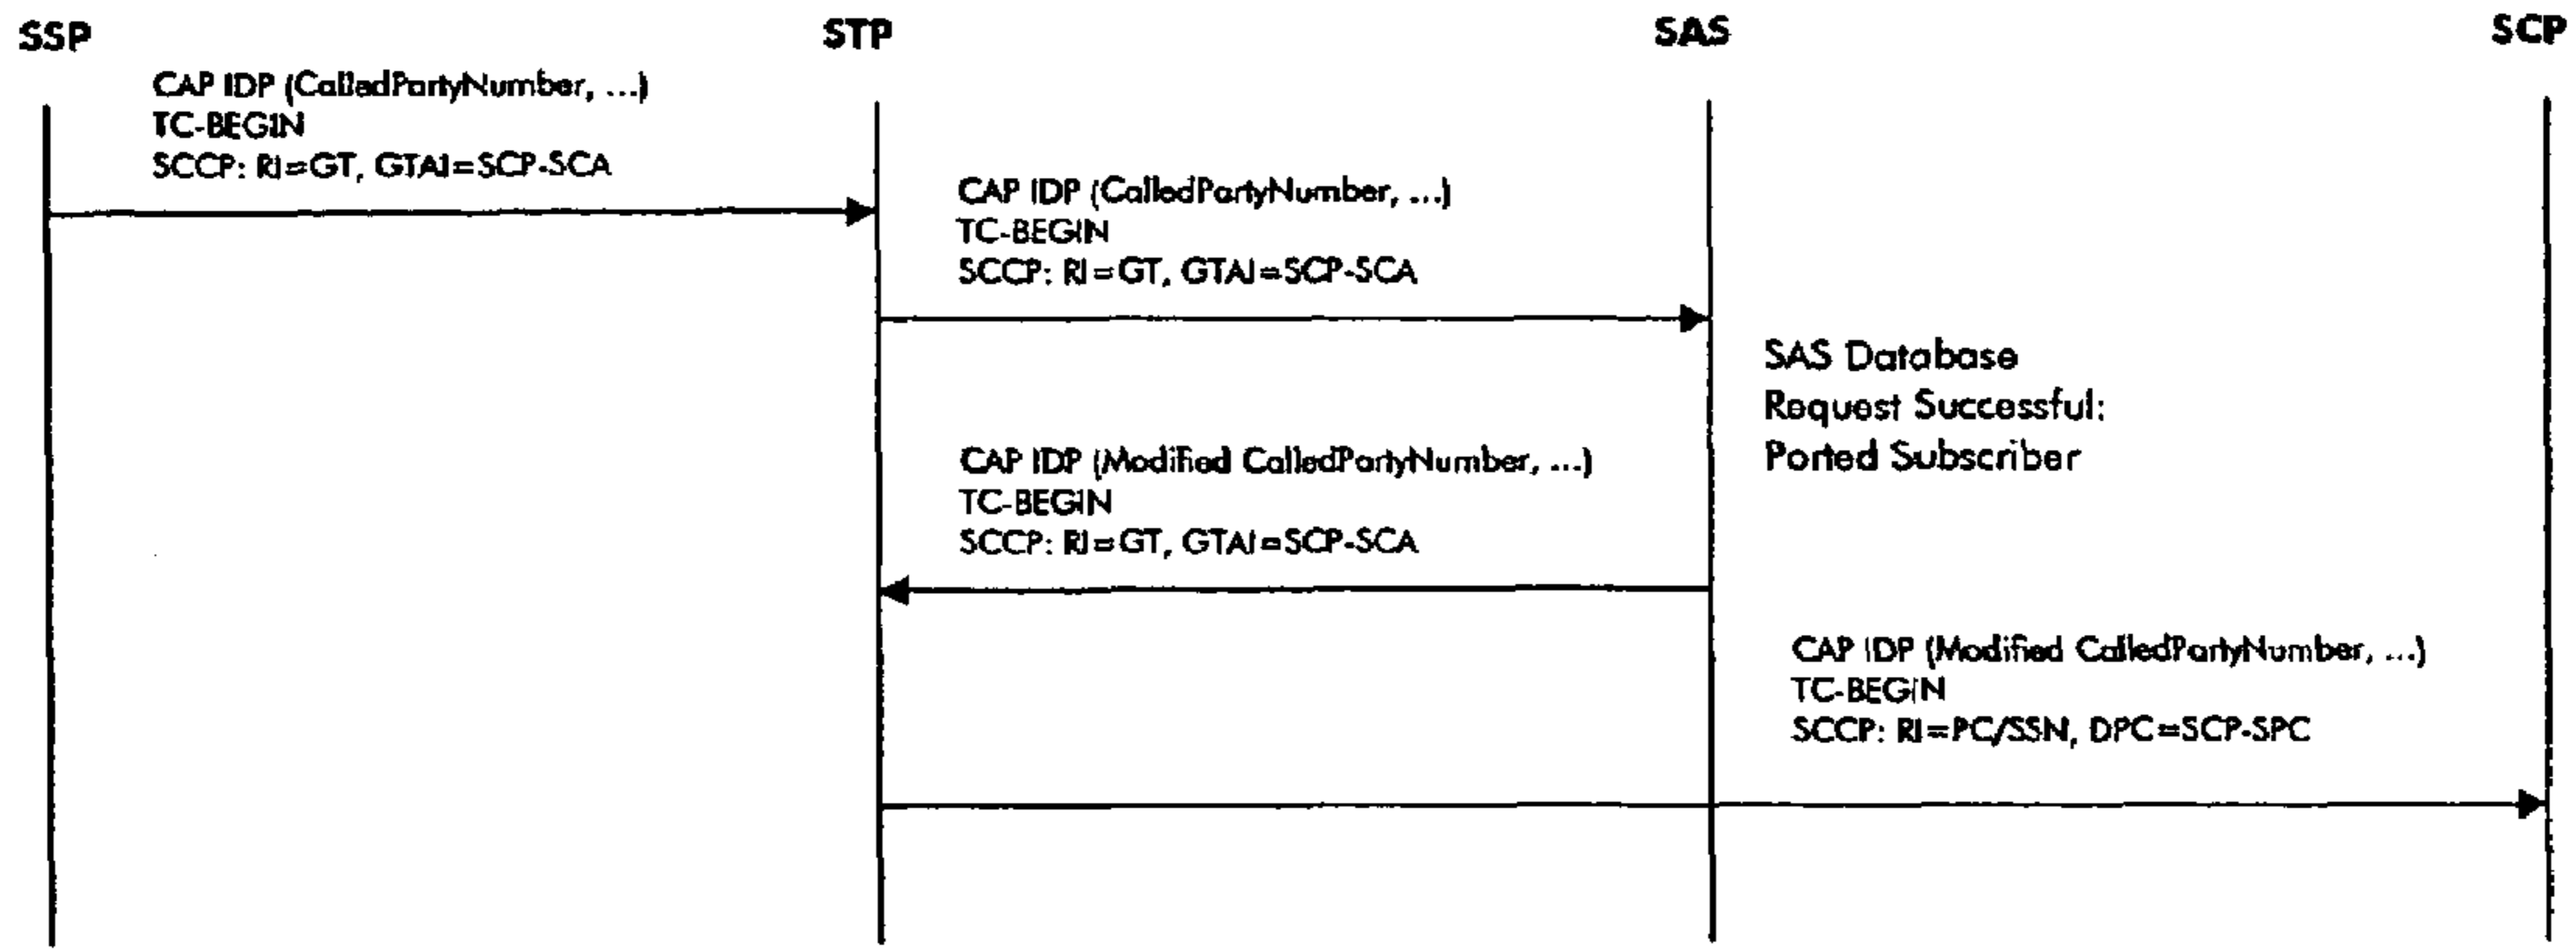 SSP
STP
SAS
SCP
CAP IDP (CalledPartyNumber, ...)
TC-BEGIN
SCCP: RI=GT, GTAI=SCP-SCA
CAP IDP (CalledPartyNumber, ...)
TC-BEGIN
SCCP: RI=GT, GTAI=SCP-SCA
SAS Database
Request Successful:
Ported Subscriber
CAP IDP (Modified CalledPartyNumber, ...)
TC-BEGIN
SCCP: RI=GT, GTAI=SCP-SCA
CAP IDP (Modified CalledPartyNumber, ...)
TC-BEGIN
SCCP: RI=PC/SSN, DPC=SCP-SPC